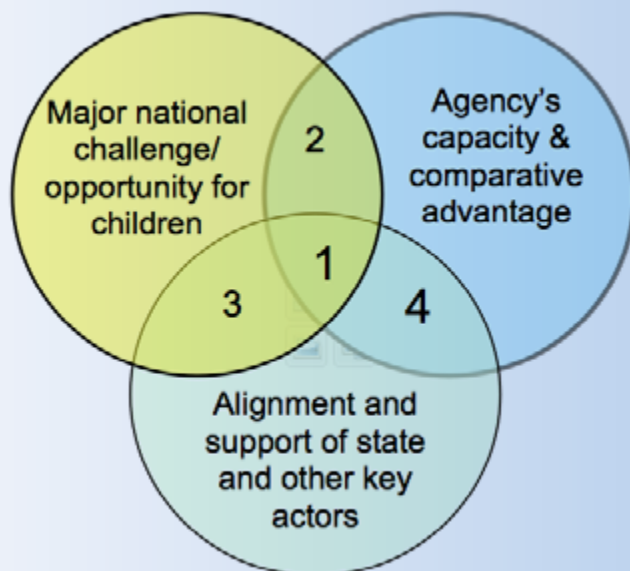 Major national
challenge/
opportunity for
children
2
Agency's
capacity &
comparative
advantage
1
3
4
Alignment and
support of state
and other key
actors